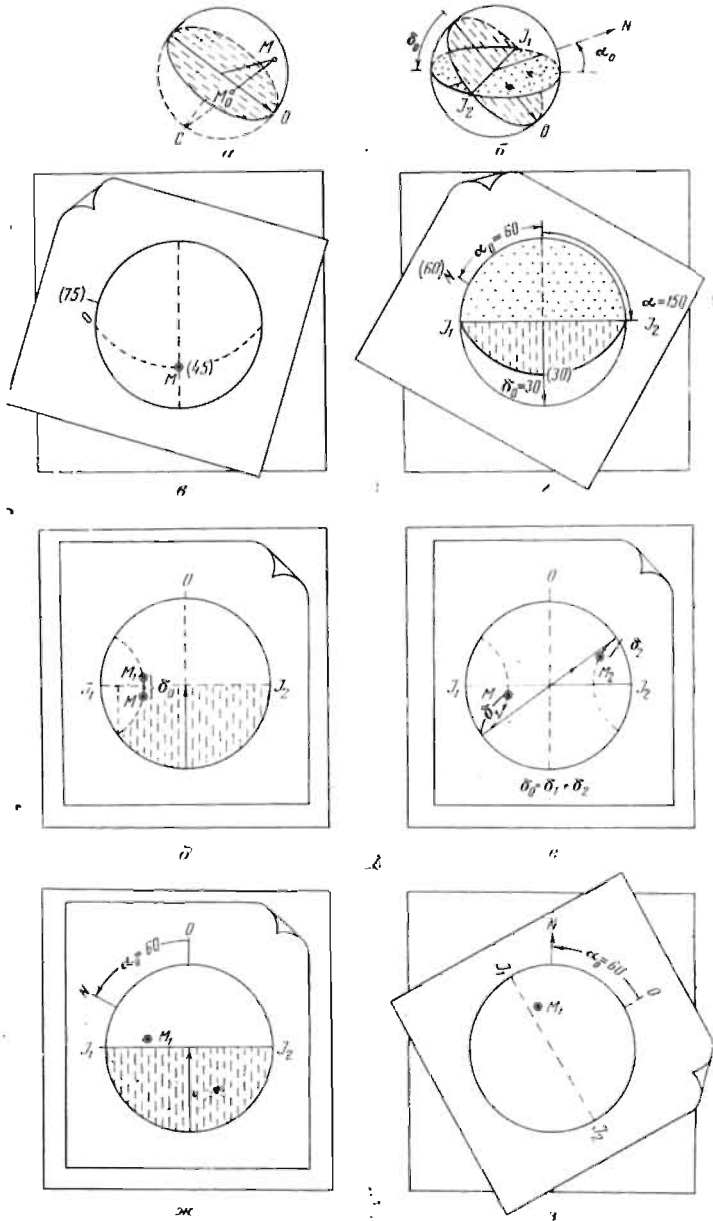 M
M₀
C
O
а
δ₀
J₁
J₂
N
α₀
O
б
(75)
O
M
(45)
в
α₀=60
(60)
N
α=150
J₁
J₂
δ₀=30
(30)
O
J₁
M₁
M
δ₀
J₂
д
O
J₁
M
δ₁
M₂
δ₂
J₂
δ₀=δ₁+δ₂
O
α₀=60
N
M₁
J₁
J₂
ж
N
α₀=60
J₁
O
M₁
J₂